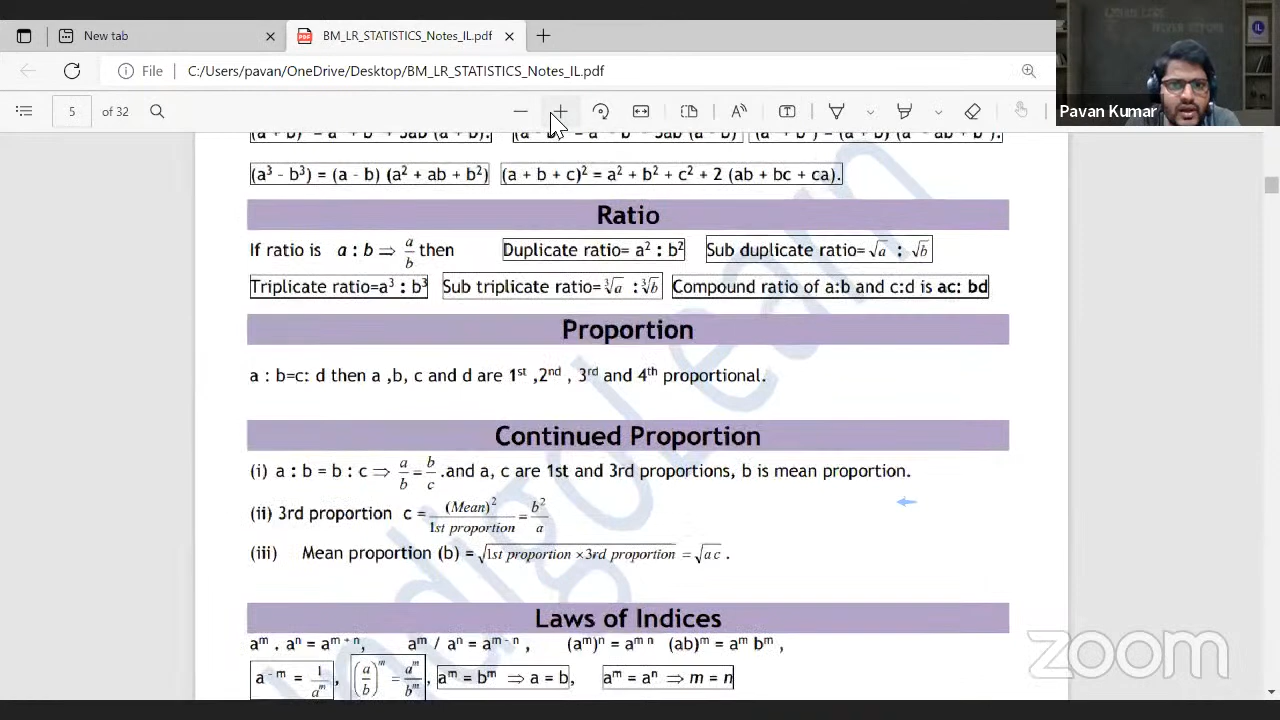 New tab
BM_LR_STATISTICS_Notes_IL.pdf
File C:/Users/pavan/OneDrive/Desktop/BM_LR_STATISTICS_Notes_IL.pdf
5 of 32
Pavan Kumar
(a³ - b³) = (a - b) (a² + ab + b²) (a + b + c)² = a² + b² + c² + 2 (ab + bc + ca).
Ratio
If ratio is a : b ⇒ a/b then Duplicate ratio= a² : b² Sub duplicate ratio=√a : √b
Triplicate ratio=a³ : b³ Sub triplicate ratio=∛a :∛b Compound ratio of a:b and c:d is ac: bd
Proportion
a : b=c: d then a ,b, c and d are 1st ,2nd , 3rd and 4th proportional.
Continued Proportion
(i) a : b = b : c ⇒ a/b = b/c .and a, c are 1st and 3rd proportions, b is mean proportion.
(ii) 3rd proportion c = (Mean)²/1st proportion = b²/a
(iii) Mean proportion (b) = √(1st proportion ×3rd proportion) = √(a c) .
Laws of Indices
aᵐ . aⁿ = aᵐ ⁺ ⁿ, aᵐ / aⁿ = aᵐ ⁻ ⁿ , (aᵐ)ⁿ = aᵐ ⁿ (ab)ᵐ = aᵐ bᵐ ,
a ⁻ᵐ = 1/aᵐ , (a/b)ᵐ = aᵐ/bᵐ , aᵐ = bᵐ ⇒ a = b, aᵐ = aⁿ ⇒ m = n
IndigoLearn
zoom